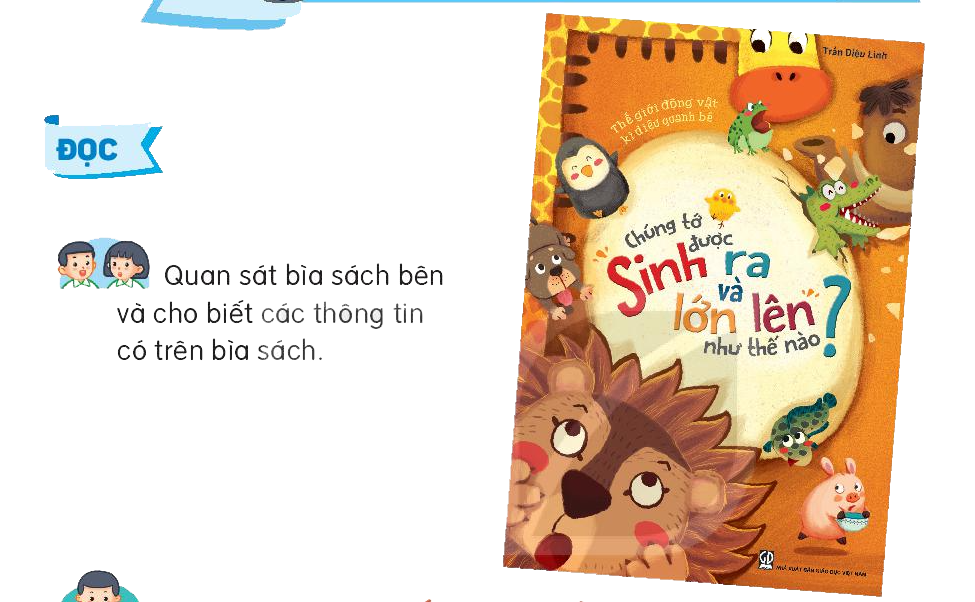 ĐỌC
Quan sát bìa sách bên
và cho biết các thông tin
có trên bìa sách.
Trần Diệu Linh
Thế giới động vật
kì diệu quanh bé
Chúng tớ
được
Sinh ra
và
lớn lên
như thế nào?
GD
NHÀ XUẤT BẢN GIÁO DỤC VIỆT NAM